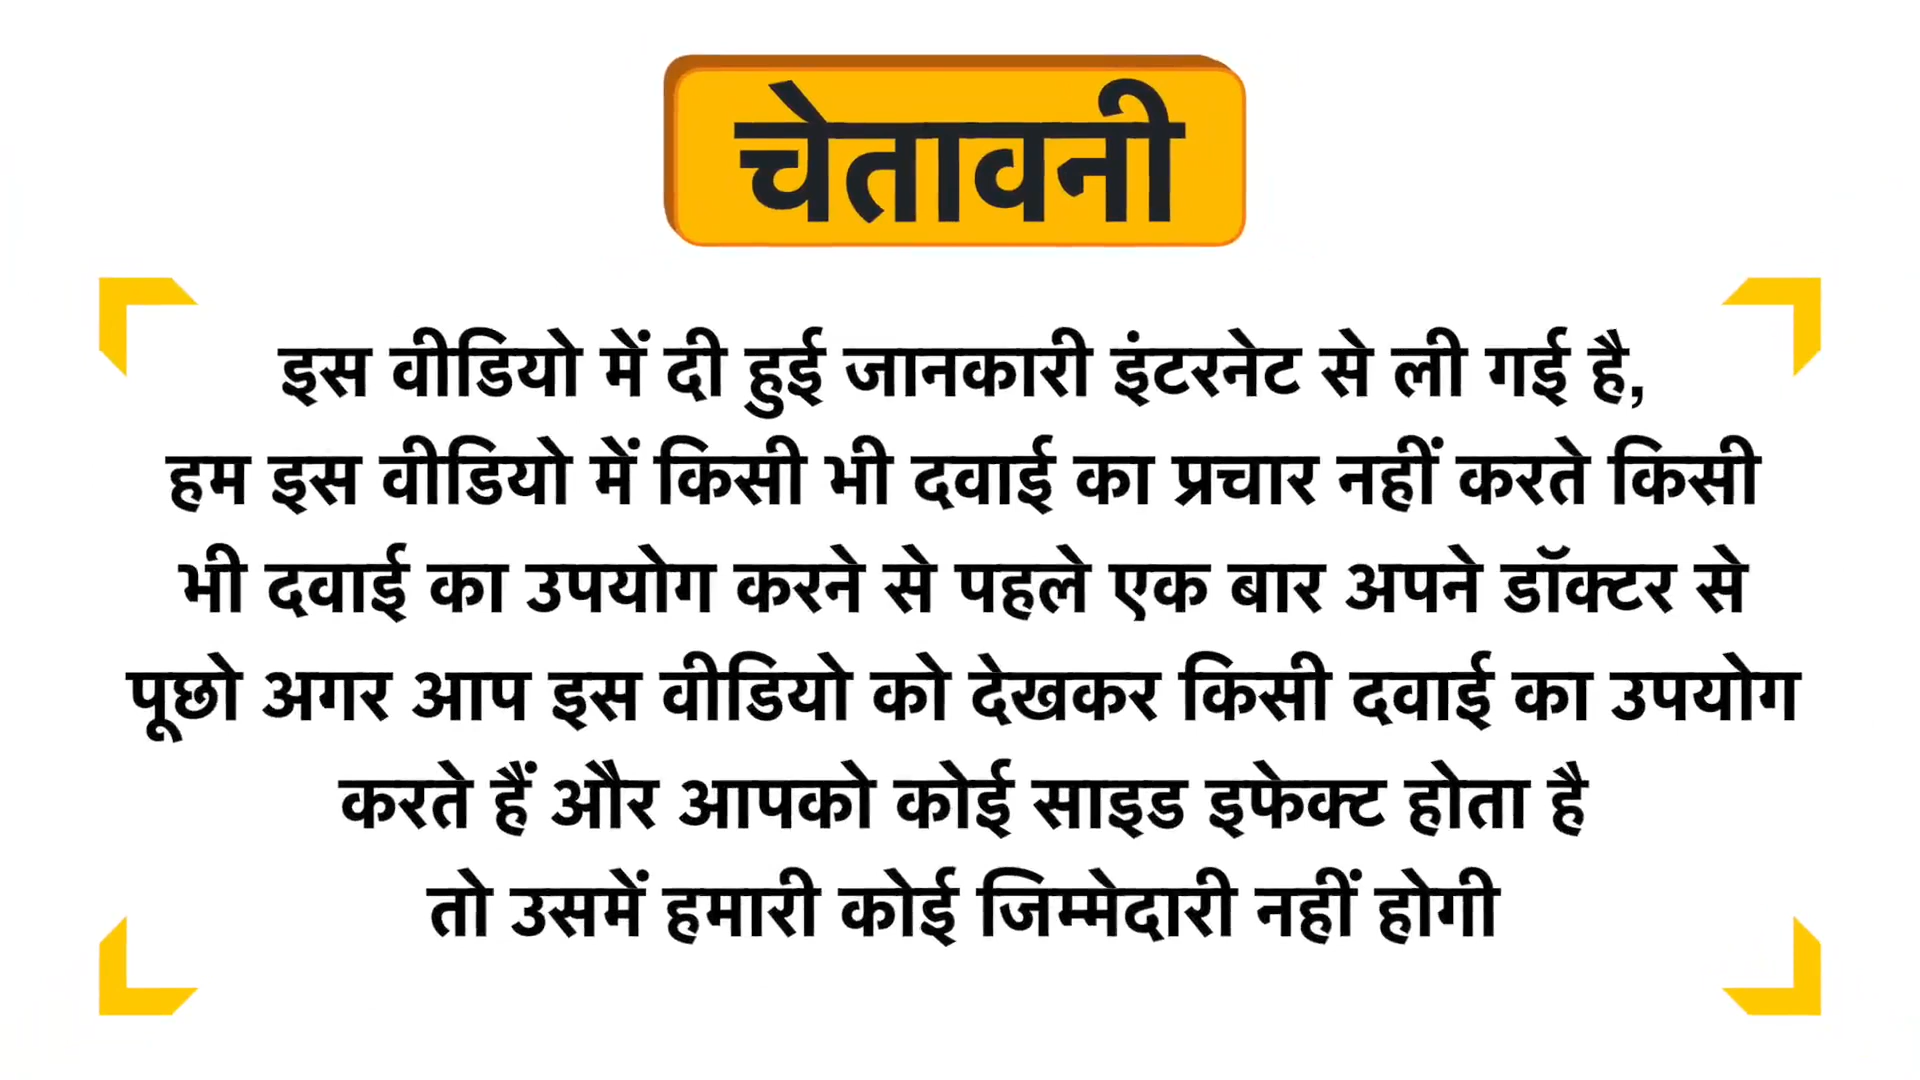 चेतावनी
इस वीडियो में दी हुई जानकारी इंटरनेट से ली गई है,
हम इस वीडियो में किसी भी दवाई का प्रचार नहीं करते किसी
भी दवाई का उपयोग करने से पहले एक बार अपने डॉक्टर से
पूछो अगर आप इस वीडियो को देखकर किसी दवाई का उपयोग
करते हैं और आपको कोई साइड इफेक्ट होता है
तो उसमें हमारी कोई जिम्मेदारी नहीं होगी